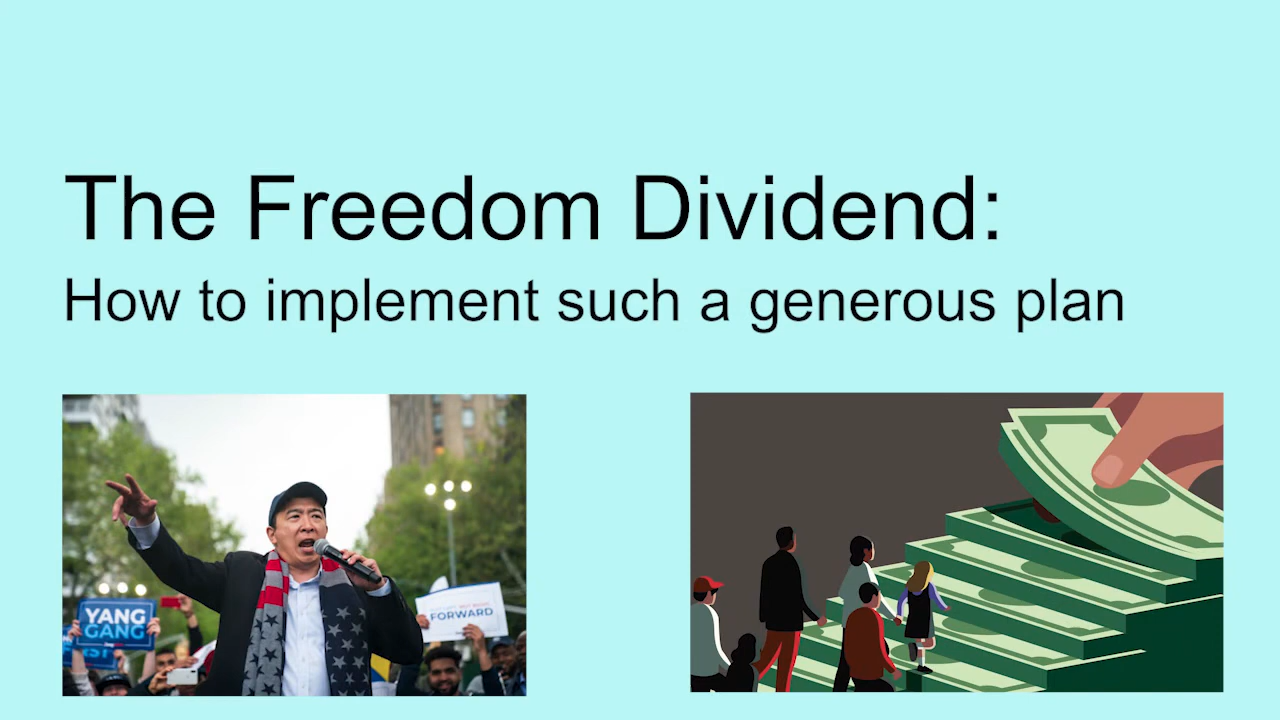 The Freedom Dividend:
How to implement such a generous plan
YANG
GANG
FORWARD